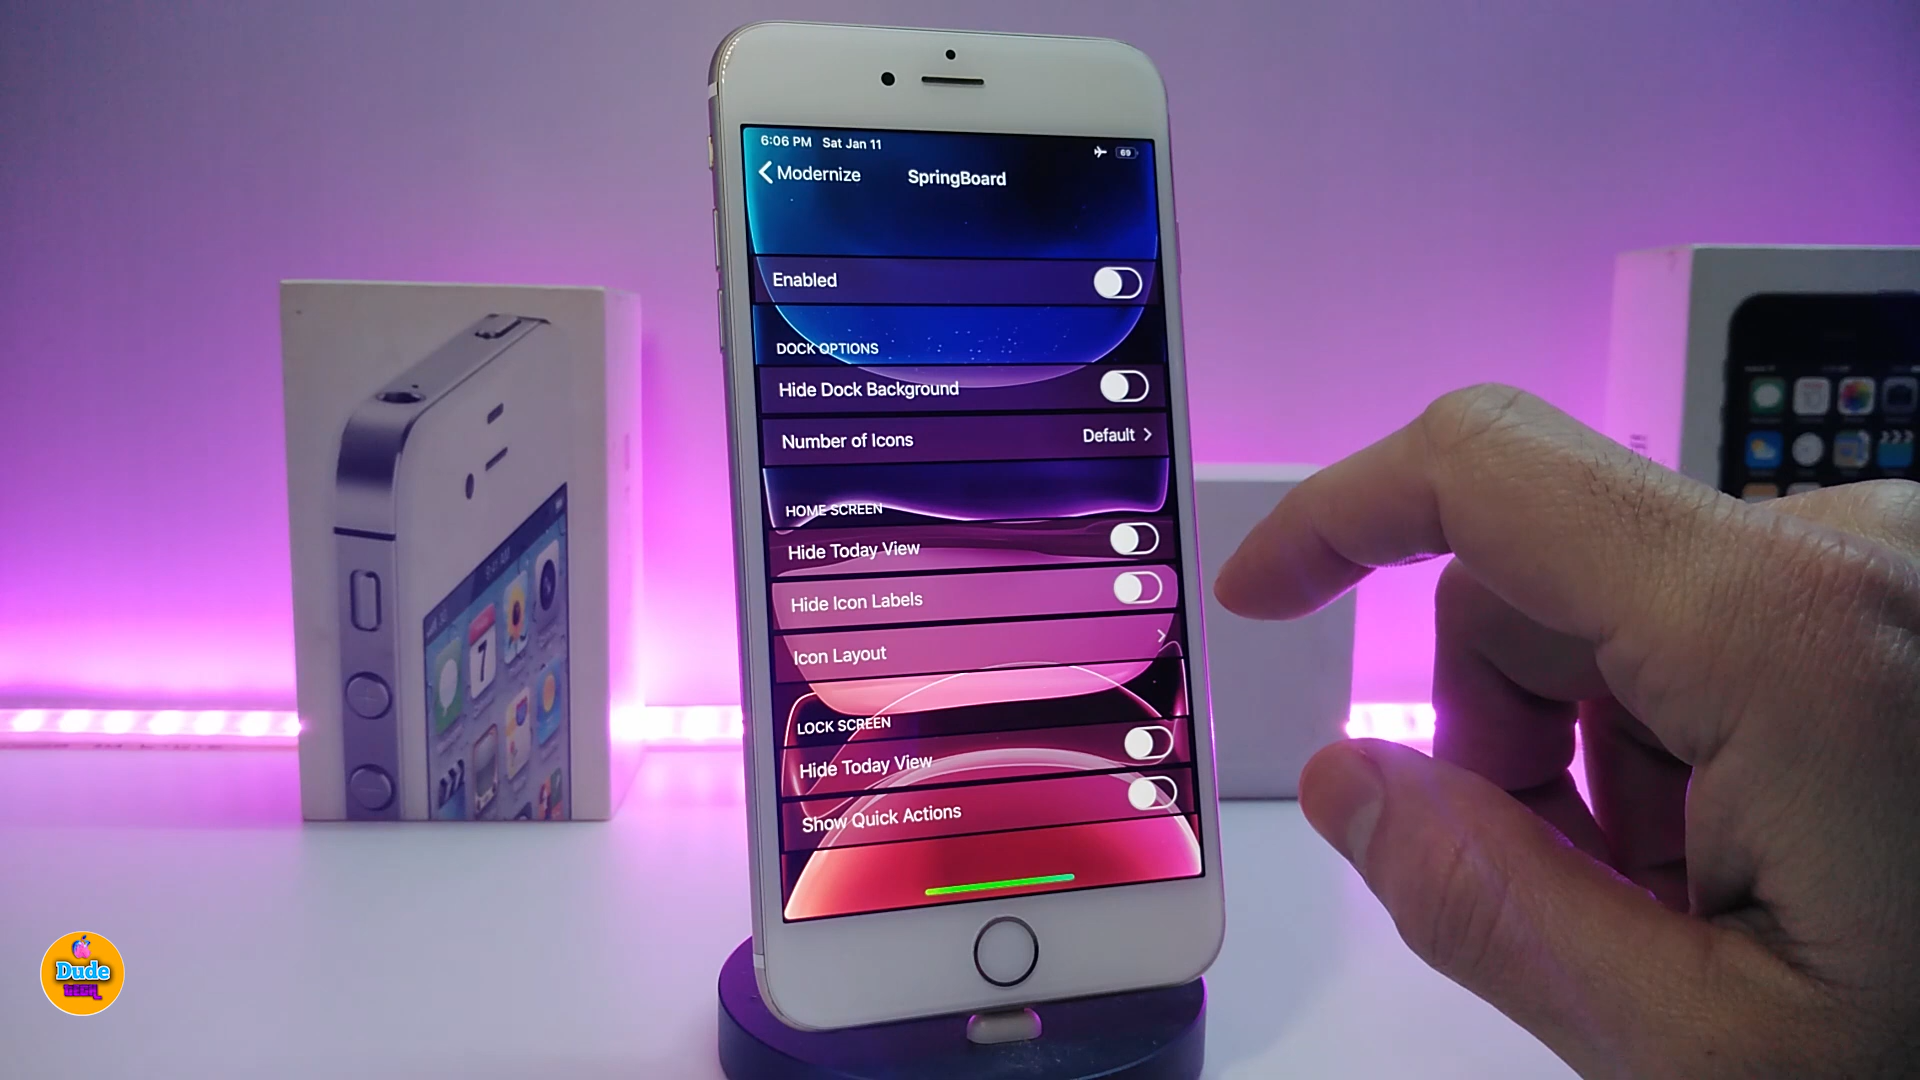 6:06 PM Sat Jan 11
69
Modernize
SpringBoard
Enabled
DOCK OPTIONS
Hide Dock Background
Number of Icons
Default
HOME SCREEN
Hide Today View
Hide Icon Labels
Icon Layout
LOCK SCREEN
Hide Today View
Show Quick Actions
7
Dude
GEEK